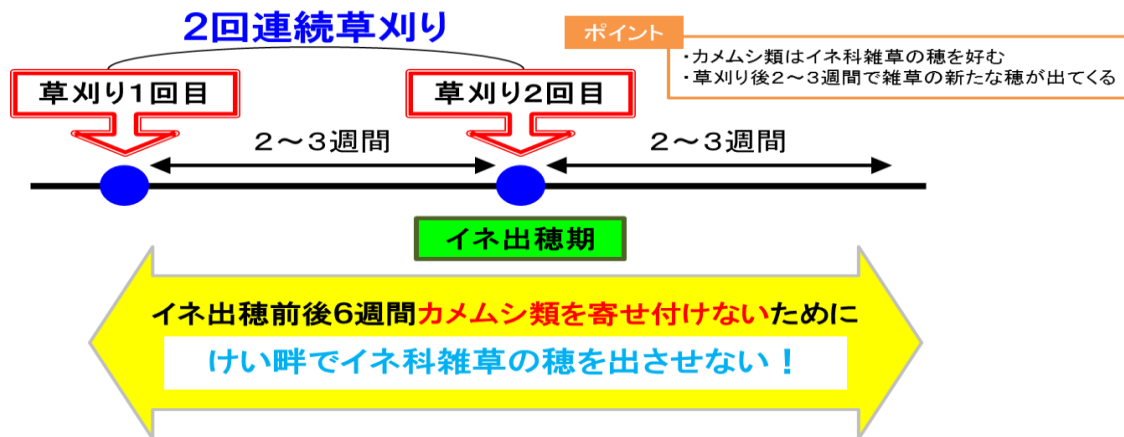 2回連続草刈り
ポイント
・カメムシ類はイネ科雑草の穂を好む
・草刈り後2～3週間で雑草の新たな穂が出てくる
草刈り1回目
草刈り2回目
2～3週間
2～3週間
イネ出穂期
イネ出穂前後6週間カメムシ類を寄せ付けないために
けい畔でイネ科雑草の穂を出させない！